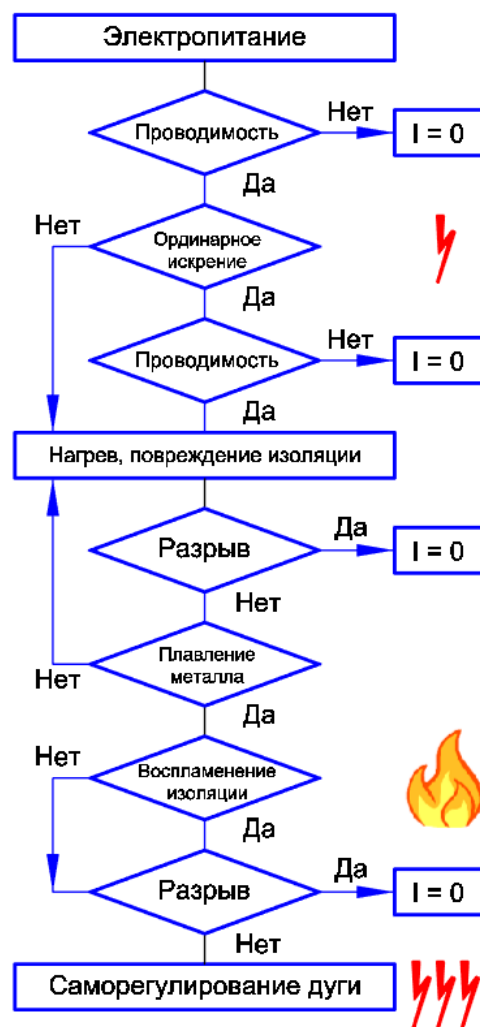 Электропитание
Нет
Проводимость
I = 0
Да
Нет
Ординарное
искрение
Да
Нет
Проводимость
I = 0
Да
Нагрев, повреждение изоляции
Да
Разрыв
I = 0
Нет
Плавление
металла
Нет
Да
Нет
Воспламенение
изоляции
Да
Да
Разрыв
I = 0
Нет
Саморегулирование дуги